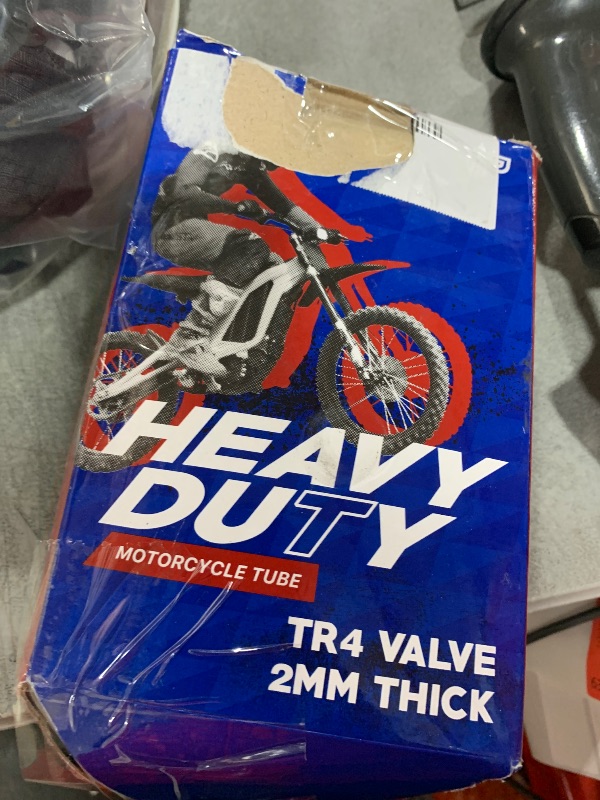 HEAVY
DUTY
MOTORCYCLE TUBE
TR4 VALVE
2MM THICK